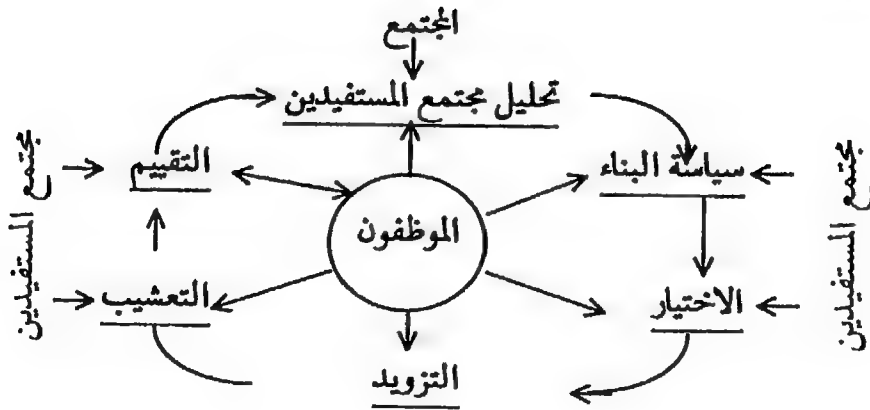 المجتمع
تحليل مجتمع المستفيدين
مجتمع المستفيدين
سياسة البناء
التقييم
مجتمع المستفيدين
الموظفون
الاختيار
التعشيب
التزويد